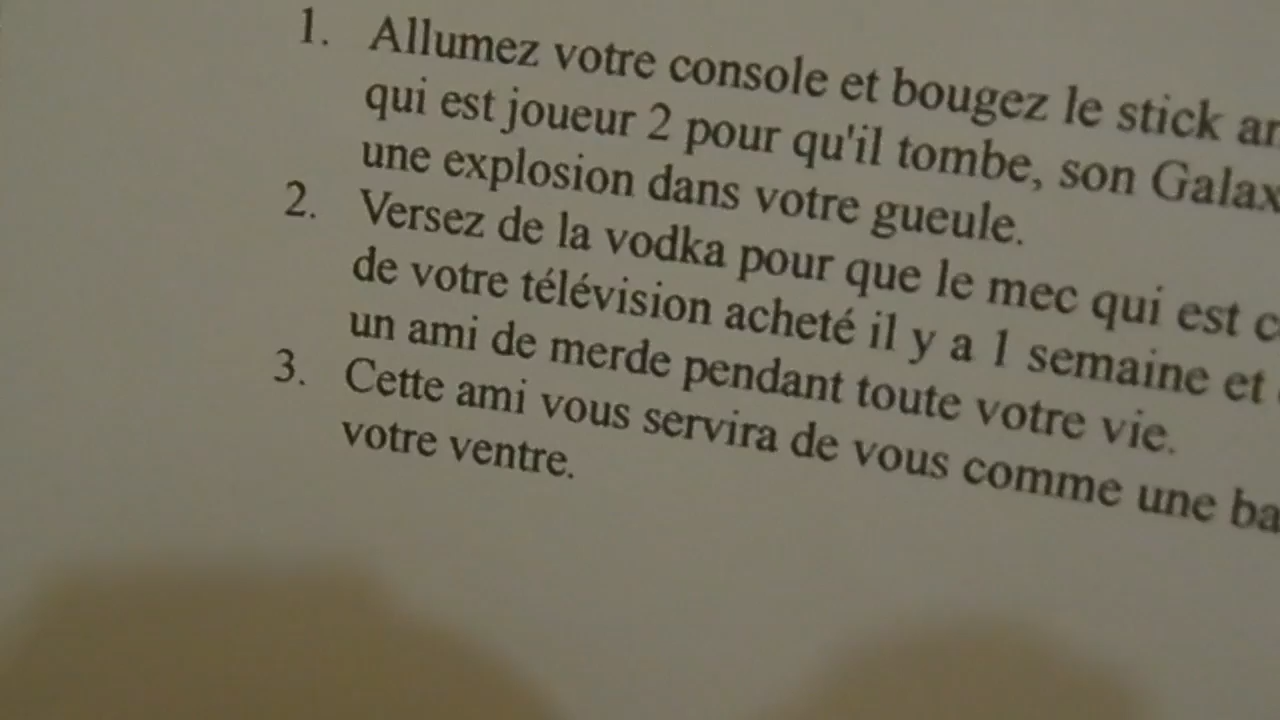 1. Allumez votre console et bougez le stick
qui est joueur 2 pour qu'il tombe, son
une explosion dans votre gueule.
2. Versez de la vodka pour que le mec qui est
de votre télévision acheté il y a 1 semaine et
un ami de merde pendant toute votre vie.
3. Cette ami vous servira de vous comme une
votre ventre.